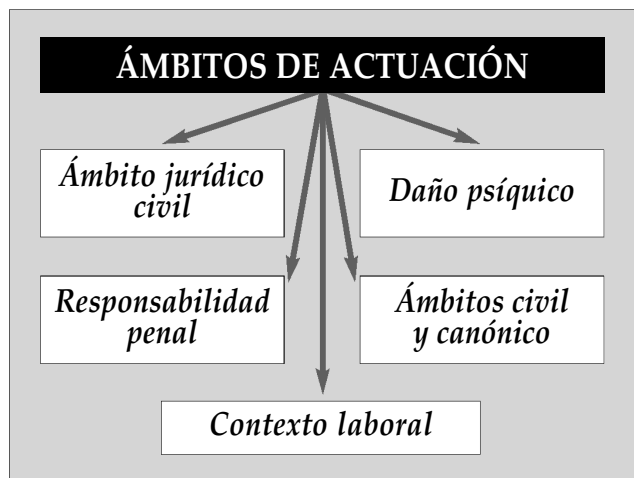 ÁMBITOS DE ACTUACIÓN
Ámbito jurídico
civil
Daño psíquico
Responsabilidad
penal
Ámbitos civil
y canónico
Contexto laboral